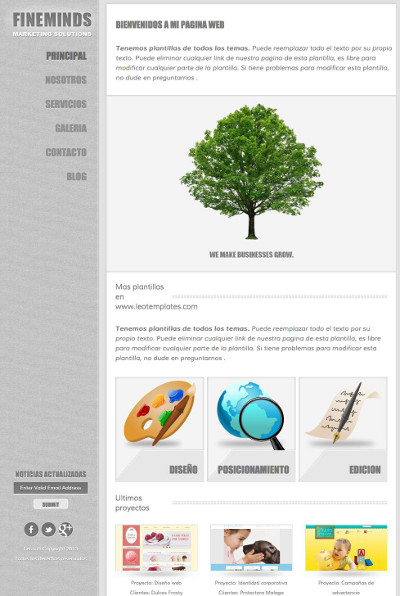 FINEMINDS
MARKETING SOLUTIONS
PRINCIPAL
NOSOTROS
SERVICIOS
GALERIA
CONTACTO
BLOG
NOTICIAS ACTUALIZADAS
Enter Valid Email Address
SUBMIT
BIENVENIDOS A MI PAGINA WEB
Tenemos plantillas de todos los temas. Puede reemplazar todo el texto por su propio
texto. Puede eliminar cualquier link de nuestra pagina de esta plantilla, es libre para
modificar cualquier parte de la plantilla. Si tiene problemas para modificar esta plantilla,
no dude en preguntarnos .
WE MAKE BUSINESSES GROW.
Mas plantillas
en
www.leotemplates.com
Tenemos plantillas de todos los temas. Puede reemplazar todo el texto por su
propio texto. Puede eliminar cualquier link de nuestra pagina de esta plantilla, es libre
para modificar cualquier parte de la plantilla. Si tiene problemas para modificar esta
plantilla, no dude en preguntarnos .
DISEÑO
POSICIONAMIENTO
EDICION
Ultimos
proyectos
Proyecto: Diseño web
Clientes: Dulces Frosty
Proyecto: Identidad corporativa
Clientes: Protectora Malaga
Proyecto: Campañas de
advertencia